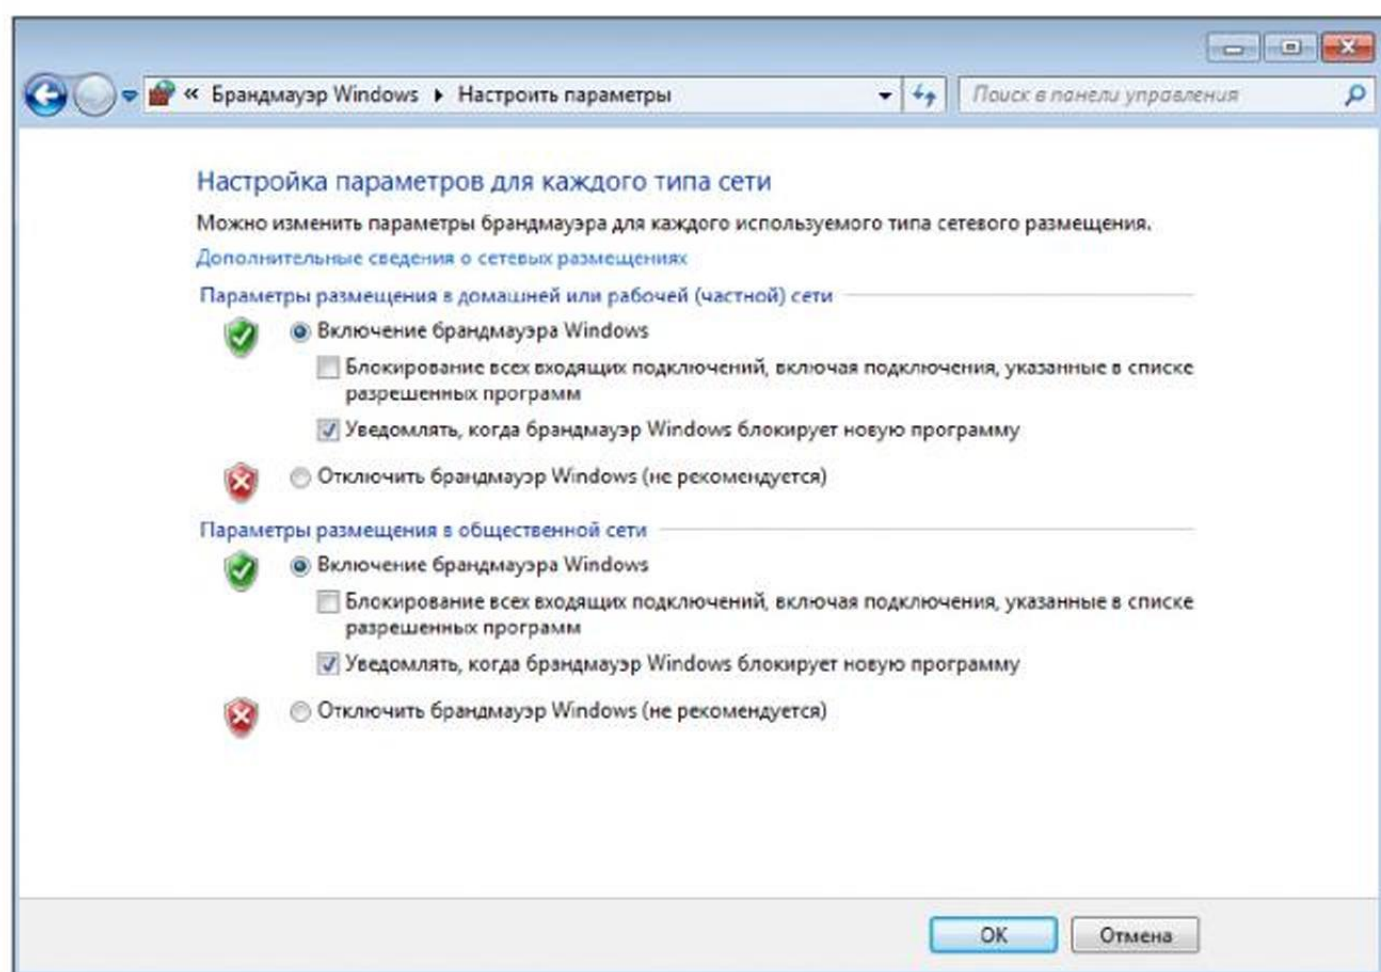 « Брандмауэр Windows ▸ Настроить параметры
Поиск в панели управления
Настройка параметров для каждого типа сети
Можно изменить параметры брандмауэра для каждого используемого типа сетевого размещения.
Дополнительные сведения о сетевых размещениях
Параметры размещения в домашней или рабочей (частной) сети
Включение брандмауэра Windows
Блокирование всех входящих подключений, включая подключения, указанные в списке
разрешенных программ
Уведомлять, когда брандмауэр Windows блокирует новую программу
Отключить брандмауэр Windows (не рекомендуется)
Параметры размещения в общественной сети
Включение брандмауэра Windows
Блокирование всех входящих подключений, включая подключения, указанные в списке
разрешенных программ
Уведомлять, когда брандмауэр Windows блокирует новую программу
Отключить брандмауэр Windows (не рекомендуется)
ОК Отмена